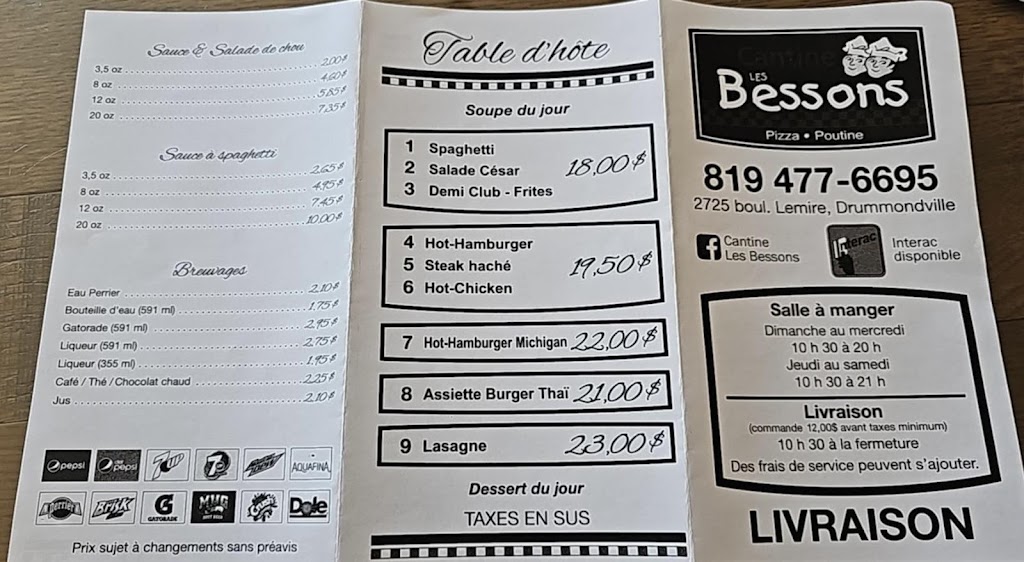 Sauce & Salade de chou
3,5 oz 2.00$
8 oz 4.60$
12 oz 5.85$
20 oz 7.35$
Sauce à spaghetti
3,5 oz 2.65$
8 oz 4.95$
12 oz 7.45$
20 oz 10.00$
Breuvages
Eau Perrier 2.10$
Bouteille d'eau (591 ml) 1.75$
Gatorade (591 ml) 2.95$
Liqueur (591 ml) 2.75$
Liqueur (355 ml) 1.95$
Café / Thé / Chocolat chaud 2.25$
Jus 2.10$
pepsi
pepsi
7UP
7
AQUAFINA
Perrier
BRISK
G
GATORADE
MUG
Crush
Dole
Prix sujet à changements sans préavis
Table d'hôte
Soupe du jour
1 Spaghetti
2 Salade César 18,00$
3 Demi Club - Frites
4 Hot-Hamburger
5 Steak haché 19,50$
6 Hot-Chicken
7 Hot-Hamburger Michigan 22,00$
8 Assiette Burger Thaï 21,00$
9 Lasagne 23,00$
Dessert du jour
TAXES EN SUS
Cantine
LES
Bessons
Pizza • Poutine
819 477-6695
2725 boul. Lemire, Drummondville
f Cantine
Les Bessons
Interac
Interac
disponible
Salle à manger
Dimanche au mercredi
10 h 30 à 20 h
Jeudi au samedi
10 h 30 à 21 h
Livraison
(commande 12,00$ avant taxes minimum)
10 h 30 à la fermeture
Des frais de service peuvent s'ajouter.
LIVRAISON